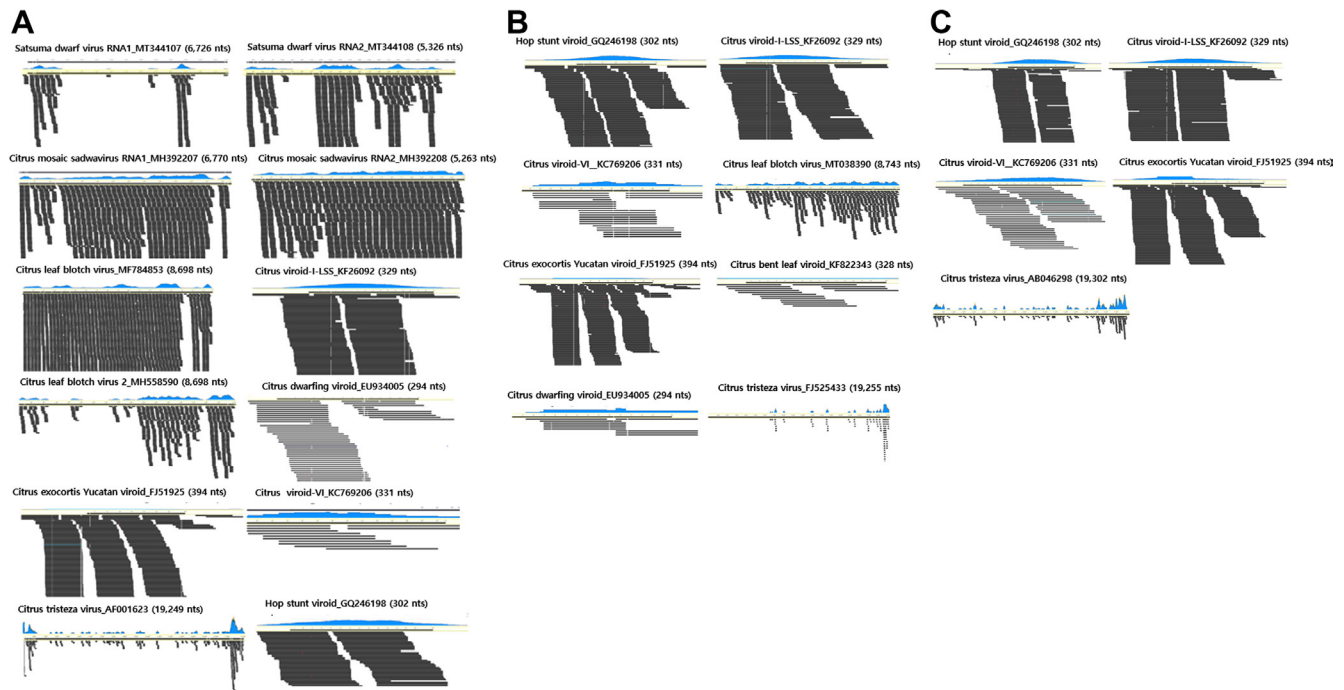 A
Satsuma dwarf virus RNA1_MT344107 (6,726 nts)
Satsuma dwarf virus RNA2_MT344108 (5,326 nts)
Citrus mosaic sadwavirus RNA1_MH392207 (6,770 nts)
Citrus mosaic sadwavirus RNA2_MH392208 (5,263 nts)
Citrus leaf blotch virus_MF784853 (8,698 nts)
Citrus viroid-I-LSS_KF26092 (329 nts)
Citrus leaf blotch virus 2_MH558590 (8,698 nts)
Citrus dwarfing viroid_EU934005 (294 nts)
Citrus exocortis Yucatan viroid_FJ51925 (394 nts)
Citrus viroid-VI_KC769206 (331 nts)
Citrus tristeza virus_AF001623 (19,249 nts)
Hop stunt viroid_GQ246198 (302 nts)
B
Hop stunt viroid_GQ246198 (302 nts)
Citrus viroid-I-LSS_KF26092 (329 nts)
Citrus viroid-VI__KC769206 (331 nts)
Citrus leaf blotch virus_MT038390 (8,743 nts)
Citrus exocortis Yucatan viroid_FJ51925 (394 nts)
Citrus bent leaf viroid_KF822343 (328 nts)
Citrus dwarfing viroid_EU934005 (294 nts)
Citrus tristeza virus_FJ525433 (19,255 nts)
C
Hop stunt viroid_GQ246198 (302 nts)
Citrus viroid-I-LSS_KF26092 (329 nts)
Citrus viroid-VI__KC769206 (331 nts)
Citrus exocortis Yucatan viroid_FJ51925 (394 nts)
Citrus tristeza virus_AB046298 (19,302 nts)